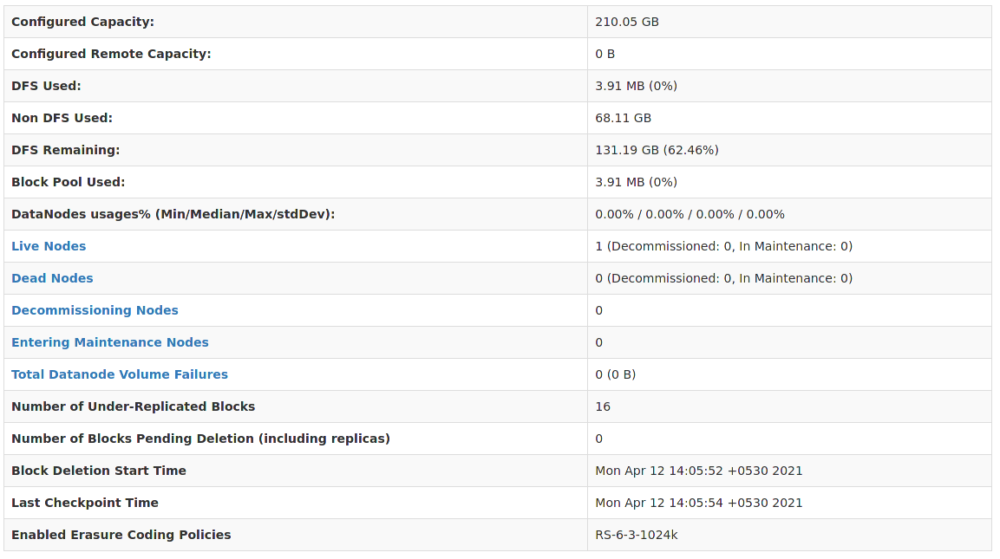 Configured Capacity: 210.05 GB
Configured Remote Capacity: 0 B
DFS Used: 3.91 MB (0%)
Non DFS Used: 68.11 GB
DFS Remaining: 131.19 GB (62.46%)
Block Pool Used: 3.91 MB (0%)
DataNodes usages% (Min/Median/Max/stdDev): 0.00% / 0.00% / 0.00% / 0.00%
Live Nodes 1 (Decommissioned: 0, In Maintenance: 0)
Dead Nodes 0 (Decommissioned: 0, In Maintenance: 0)
Decommissioning Nodes 0
Entering Maintenance Nodes 0
Total Datanode Volume Failures 0 (0 B)
Number of Under-Replicated Blocks 16
Number of Blocks Pending Deletion (including replicas) 0
Block Deletion Start Time Mon Apr 12 14:05:52 +0530 2021
Last Checkpoint Time Mon Apr 12 14:05:54 +0530 2021
Enabled Erasure Coding Policies RS-6-3-1024k